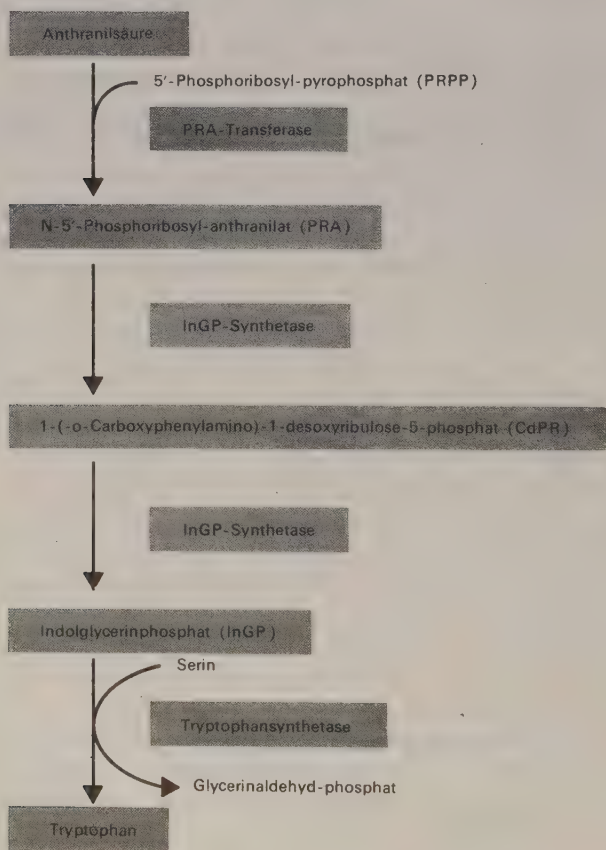 Anthranilsäure
5'-Phosphoribosyl-pyrophosphat (PRPP)
PRA-Transferase
N-5'-Phosphoribosyl-anthranilat (PRA)
InGP-Synthetase
1-(-o-Carboxyphenylamino)-1-desoxyribulose-5-phosphat (CdPR)
InGP-Synthetase
Indolglycerinphosphat (InGP)
Serin
Tryptophansynthetase
Glycerinaldehyd-phosphat
Tryptophan